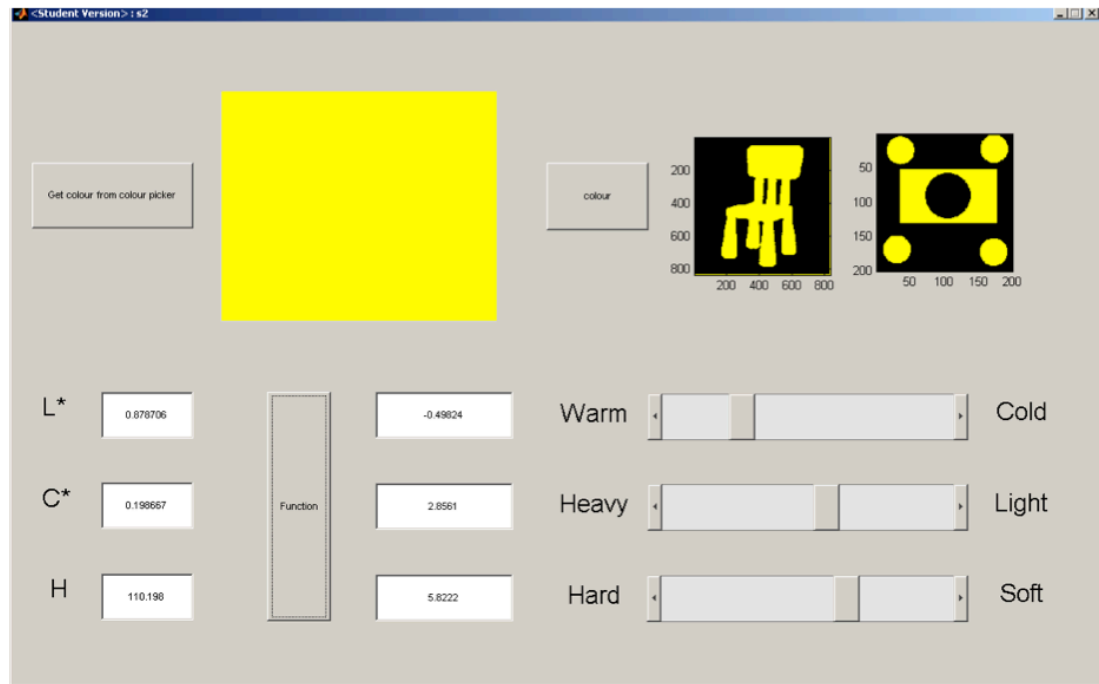 <Student Version> : s2
Get colour from colour picker
colour
200
400
600
800
200 400 600 800
50
100
150
200
50 100 150 200
L* 0.878706 -0.49824 Warm Cold
C* 0.198667 Function 2.8561 Heavy Light
H 110.198 5.8222 Hard Soft